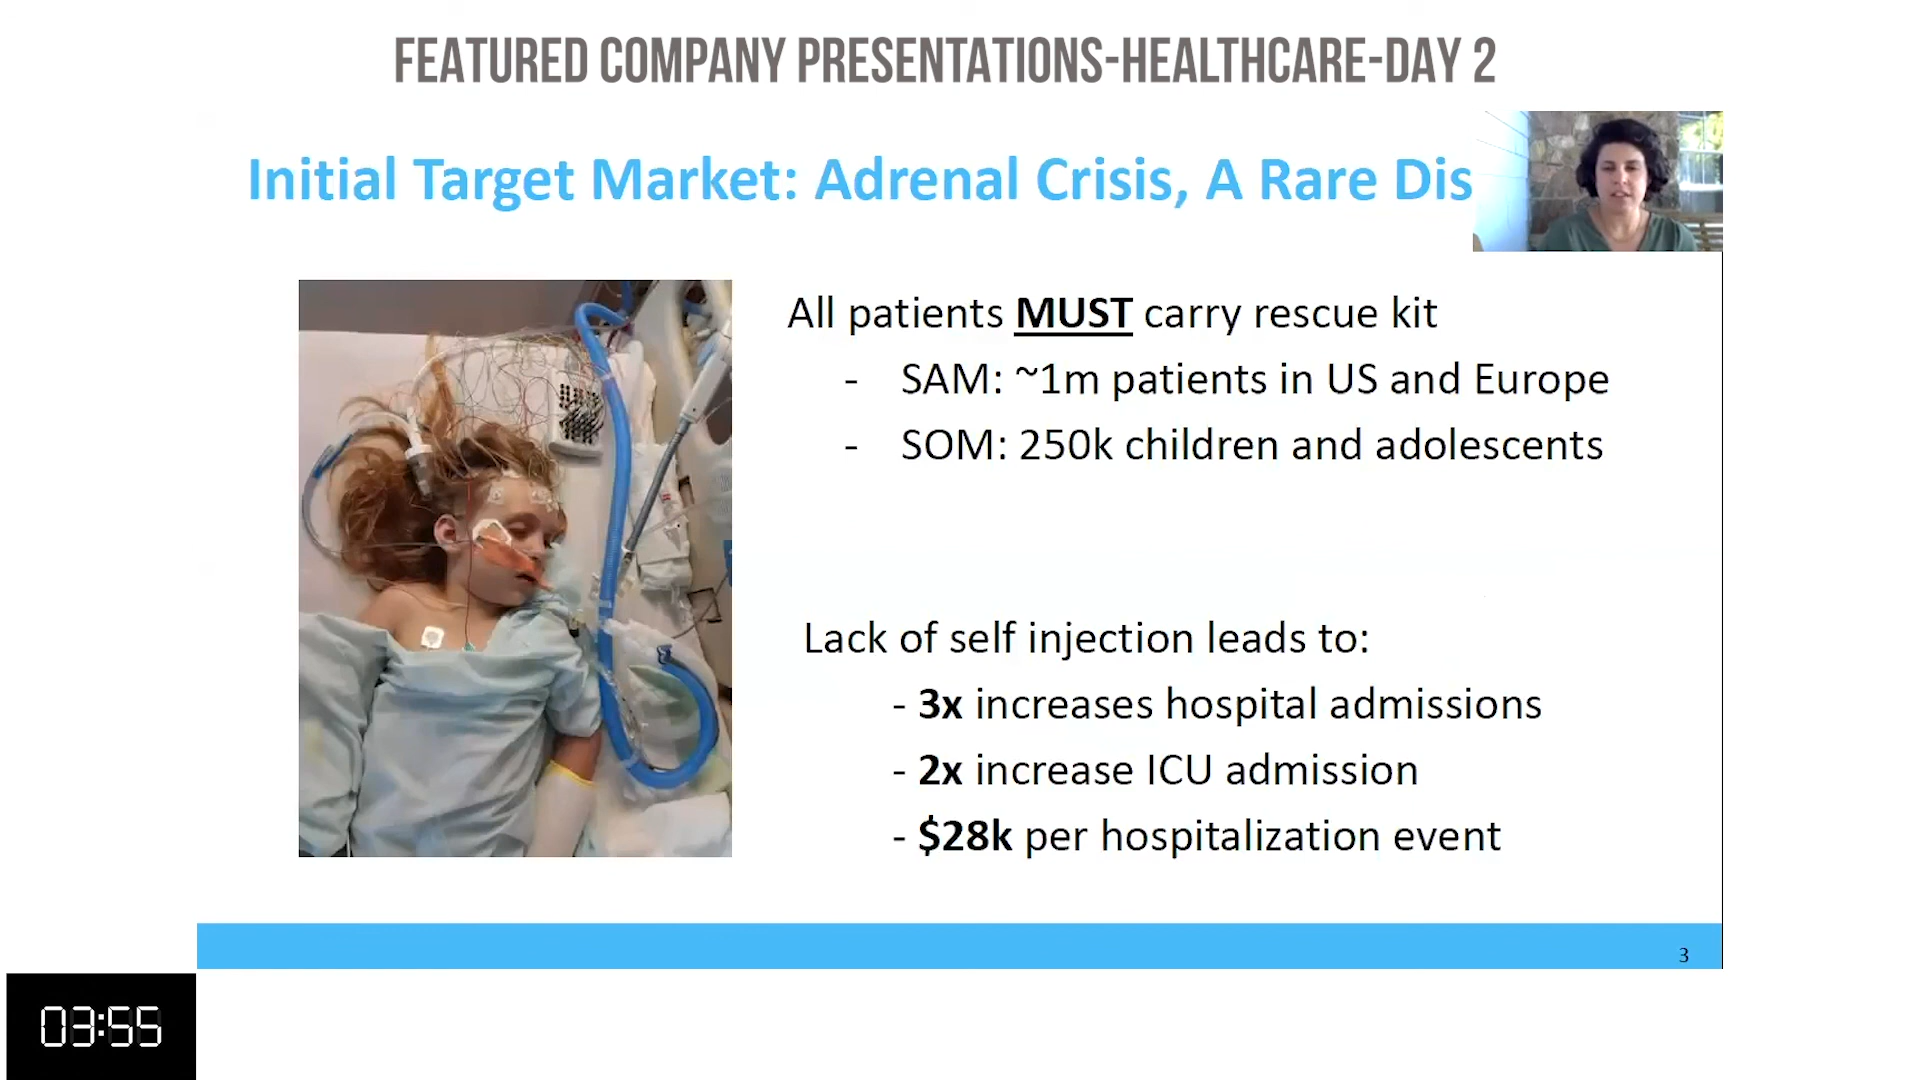 FEATURED COMPANY PRESENTATIONS-HEALTHCARE-DAY 2
Initial Target Market: Adrenal Crisis, A Rare Dis
All patients MUST carry rescue kit
- SAM: ~1m patients in US and Europe
- SOM: 250k children and adolescents
Lack of self injection leads to:
- 3x increases hospital admissions
- 2x increase ICU admission
- $28k per hospitalization event
3
03:55